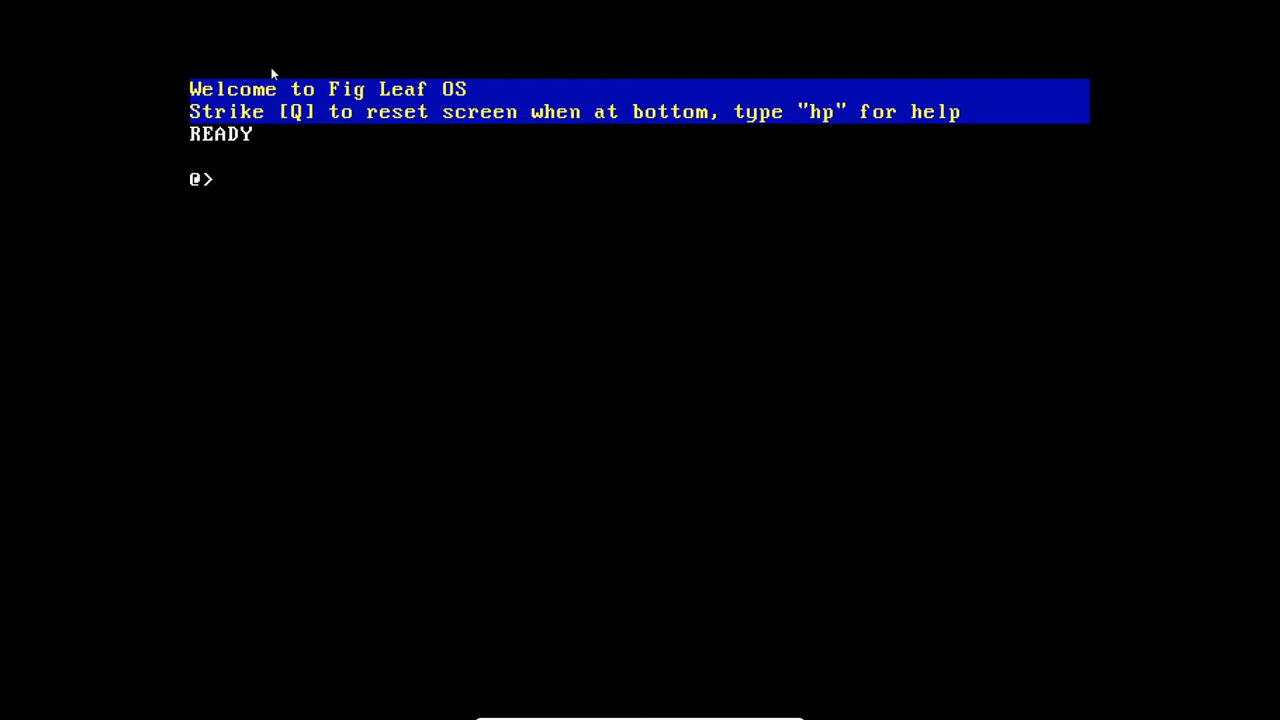 Welcome to Fig Leaf OS
Strike [Q] to reset screen when at bottom, type "hp" for help
READY
@>